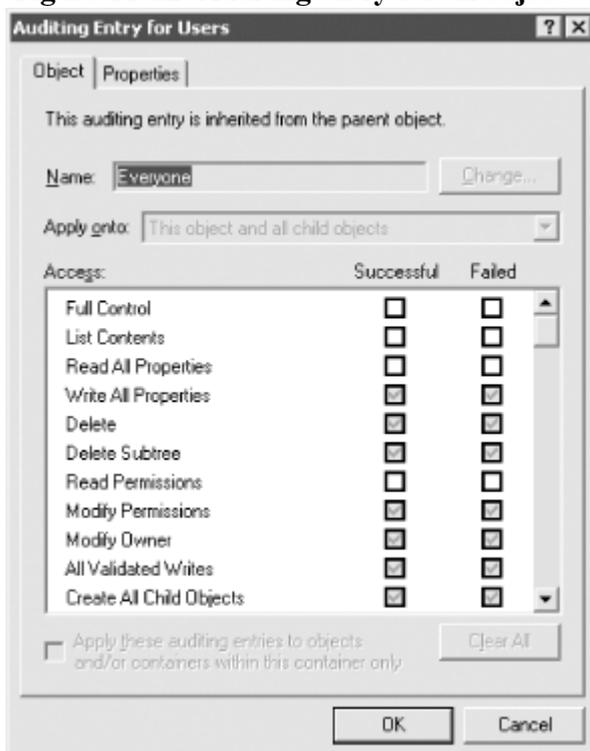 Auditing Entry for Users
Object Properties
This auditing entry is inherited from the parent object.
Name: Everyone Change...
Apply onto: This object and all child objects
Access: Successful Failed
Full Control
List Contents
Read All Properties
Write All Properties
Delete
Delete Subtree
Read Permissions
Modify Permissions
Modify Owner
All Validated Writes
Create All Child Objects
Apply these auditing entries to objects
and/or containers within this container only
Clear All
OK Cancel